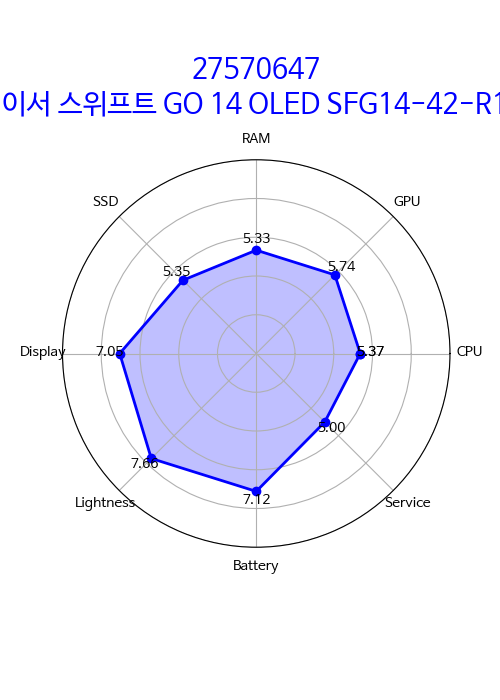 27570647
이서 스위프트 GO 14 OLED SFG14-42-R1
RAM
SSD
GPU
5.33
5.35
5.74
Display
7.05
5.37
CPU
7.66
5.00
7.12
Lightness
Service
Battery